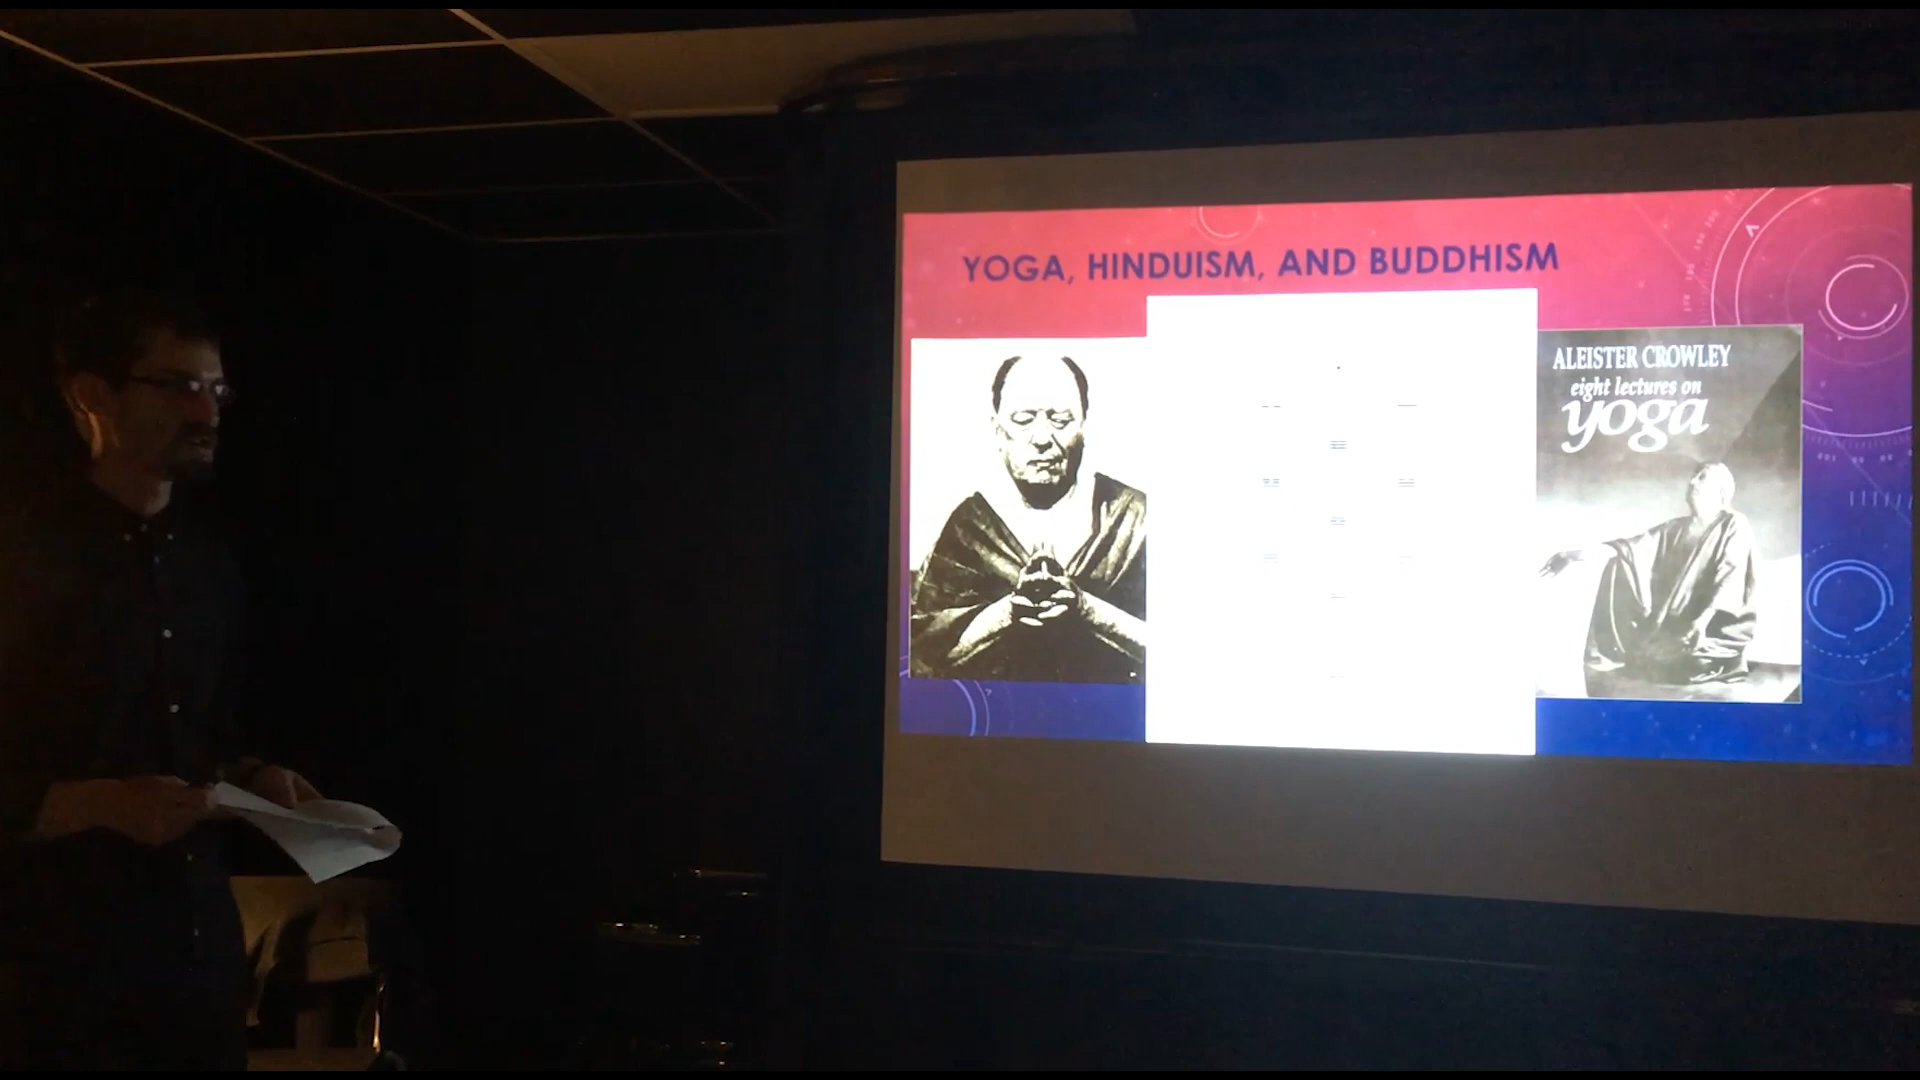 YOGA, HINDUISM, AND BUDDHISM
ALEISTER CROWLEY
eight lectures on
yoga